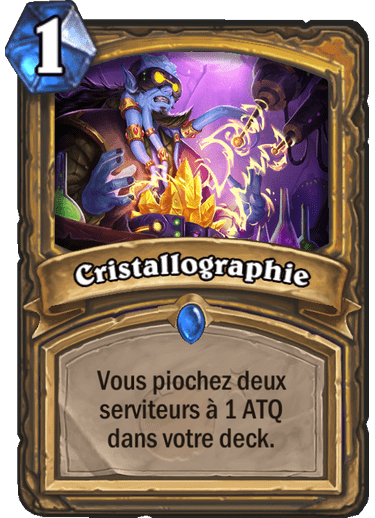 1
Cristallographie
Vous piochez deux
serviteurs à 1 ATQ
dans votre deck.